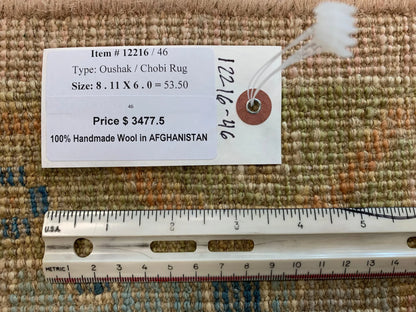 Item # 12216 / 46
Type: Oushak / Chobi Rug
Size: 8 . 11 X 6 . 0 = 53.50
46
Price $ 3477.5
100% Handmade Wool in AFGHANISTAN
12216-46
U.S.A. 1 2 3 4 5
METRIC 1 2 3 4 5 6 7 8 9 10 11 12 13 14